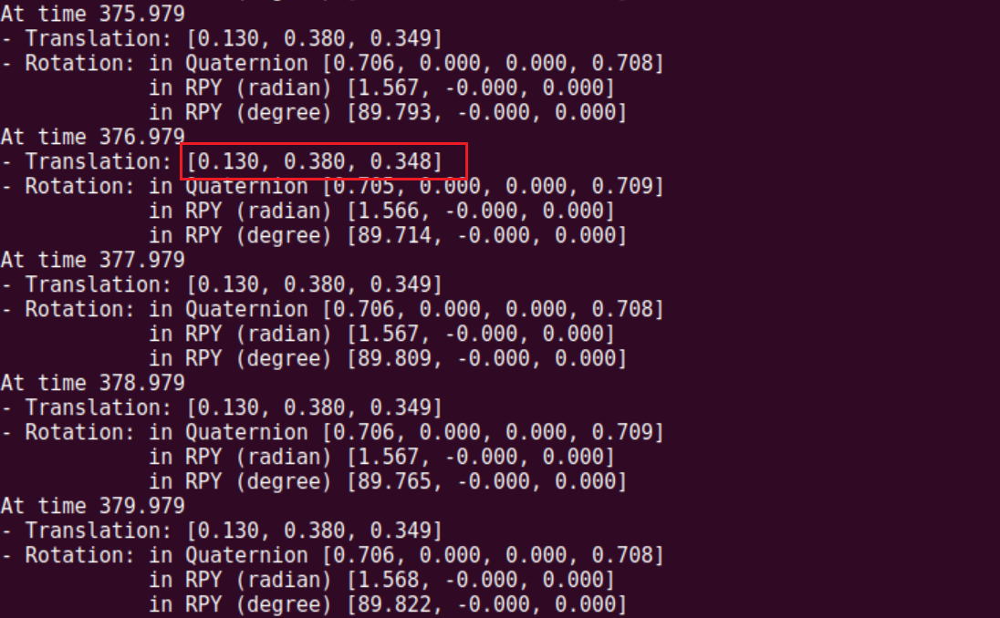 At time 375.979
- Translation: [0.130, 0.380, 0.349]
- Rotation: in Quaternion [0.706, 0.000, 0.000, 0.708]
in RPY (radian) [1.567, -0.000, 0.000]
in RPY (degree) [89.793, -0.000, 0.000]
At time 376.979
- Translation: [0.130, 0.380, 0.348]
- Rotation: in Quaternion [0.705, 0.000, 0.000, 0.709]
in RPY (radian) [1.566, -0.000, 0.000]
in RPY (degree) [89.714, -0.000, 0.000]
At time 377.979
- Translation: [0.130, 0.380, 0.349]
- Rotation: in Quaternion [0.706, 0.000, 0.000, 0.708]
in RPY (radian) [1.567, -0.000, 0.000]
in RPY (degree) [89.809, -0.000, 0.000]
At time 378.979
- Translation: [0.130, 0.380, 0.349]
- Rotation: in Quaternion [0.706, 0.000, 0.000, 0.709]
in RPY (radian) [1.567, -0.000, 0.000]
in RPY (degree) [89.765, -0.000, 0.000]
At time 379.979
- Translation: [0.130, 0.380, 0.349]
- Rotation: in Quaternion [0.706, 0.000, 0.000, 0.708]
in RPY (radian) [1.568, -0.000, 0.000]
in RPY (degree) [89.822, -0.000, 0.000]